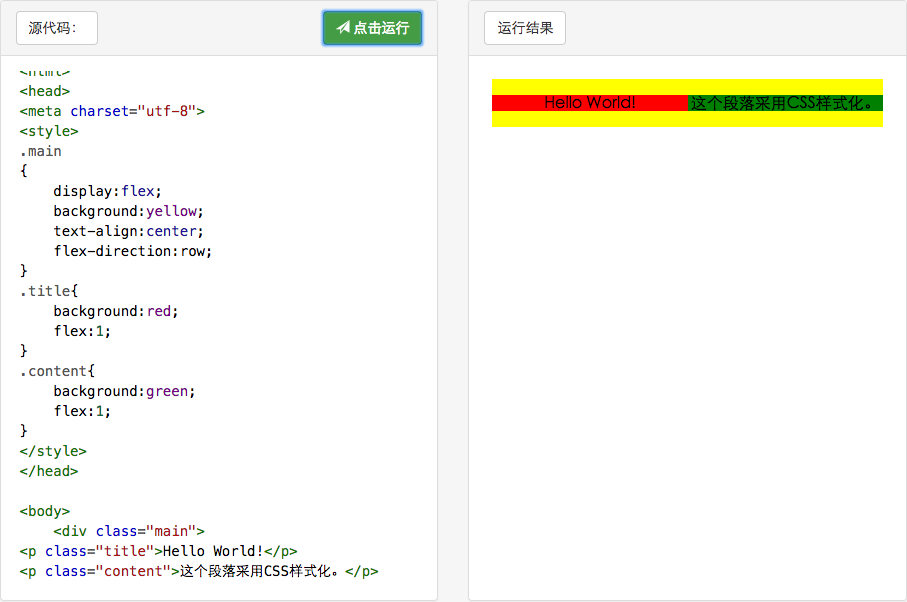 源代码：
点击运行
<html>
<head>
<meta charset="utf-8">
<style>
.main
{
    display:flex;
    background:yellow;
    text-align:center;
    flex-direction:row;
}
.title{
    background:red;
    flex:1;
}
.content{
    background:green;
    flex:1;
}
</style>
</head>
<body>
    <div class="main">
<p class="title">Hello World!</p>
<p class="content">这个段落采用CSS样式化。</p>
运行结果
Hello World!
这个段落采用CSS样式化。